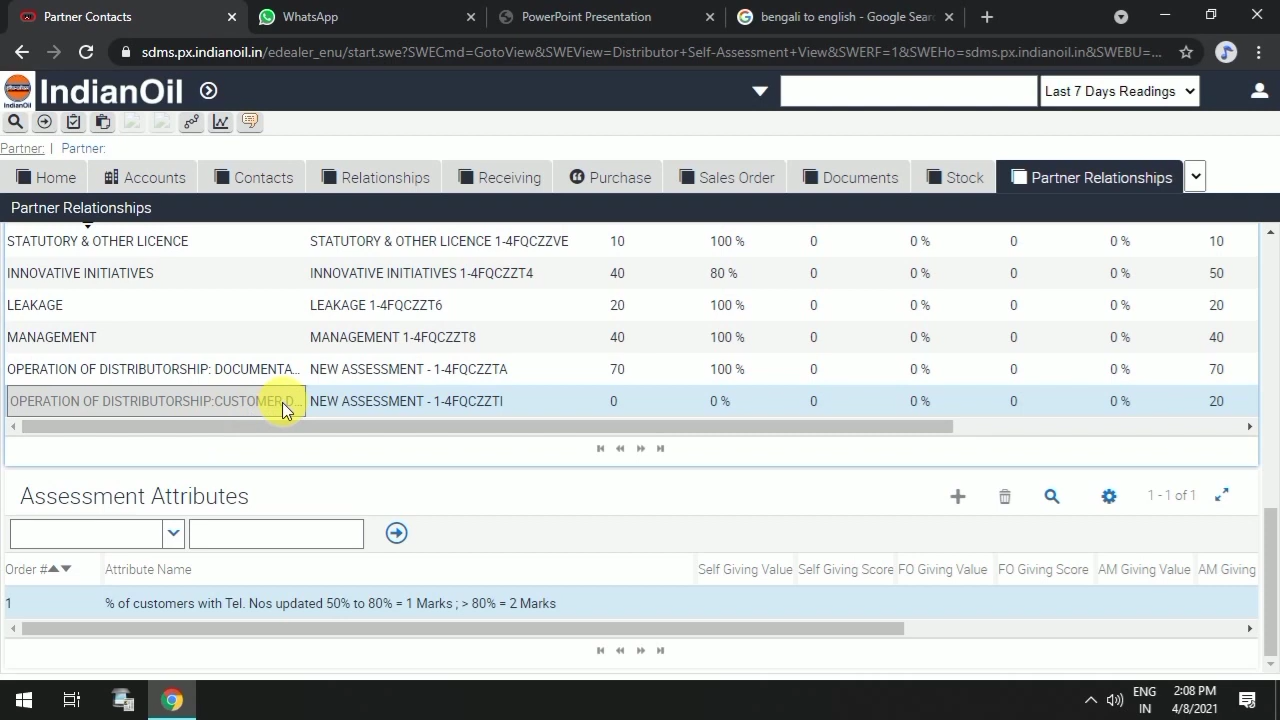 Partner Contacts
WhatsApp
PowerPoint Presentation
bengali to english - Google Sear
sdms.px.indianoil.in/edealer_enu/start.swe?SWECmd=GotoView&SWEView=Distributor+Self-Assessment+View&SWERF=1&SWEHo=sdms.px.indianoil.in&SWEBU=...
IndianOil
IndianOil
Last 7 Days Readings
Partner: | Partner:
Home Accounts Contacts Relationships Receiving Purchase Sales Order Documents Stock Partner Relationships
Partner Relationships
STATUTORY & OTHER LICENCE STATUTORY & OTHER LICENCE 1-4FQCZZVE 10 100 % 0 0 % 0 0 % 10
INNOVATIVE INITIATIVES INNOVATIVE INITIATIVES 1-4FQCZZT4 40 80 % 0 0 % 0 0 % 50
LEAKAGE LEAKAGE 1-4FQCZZT6 20 100 % 0 0 % 0 0 % 20
MANAGEMENT MANAGEMENT 1-4FQCZZT8 40 100 % 0 0 % 0 0 % 40
OPERATION OF DISTRIBUTORSHIP: DOCUMENTA... NEW ASSESSMENT - 1-4FQCZZTA 70 100 % 0 0 % 0 0 % 70
OPERATION OF DISTRIBUTORSHIP:CUSTOMER D... NEW ASSESSMENT - 1-4FQCZZTI 0 0 % 0 0 % 0 0 % 20
Assessment Attributes 1 - 1 of 1
Order # Attribute Name Self Giving Value Self Giving Score FO Giving Value FO Giving Score AM Giving Value AM Giving
1 % of customers with Tel. Nos updated 50% to 80% = 1 Marks ; > 80% = 2 Marks
ENG 2:08 PM
IN 4/8/2021